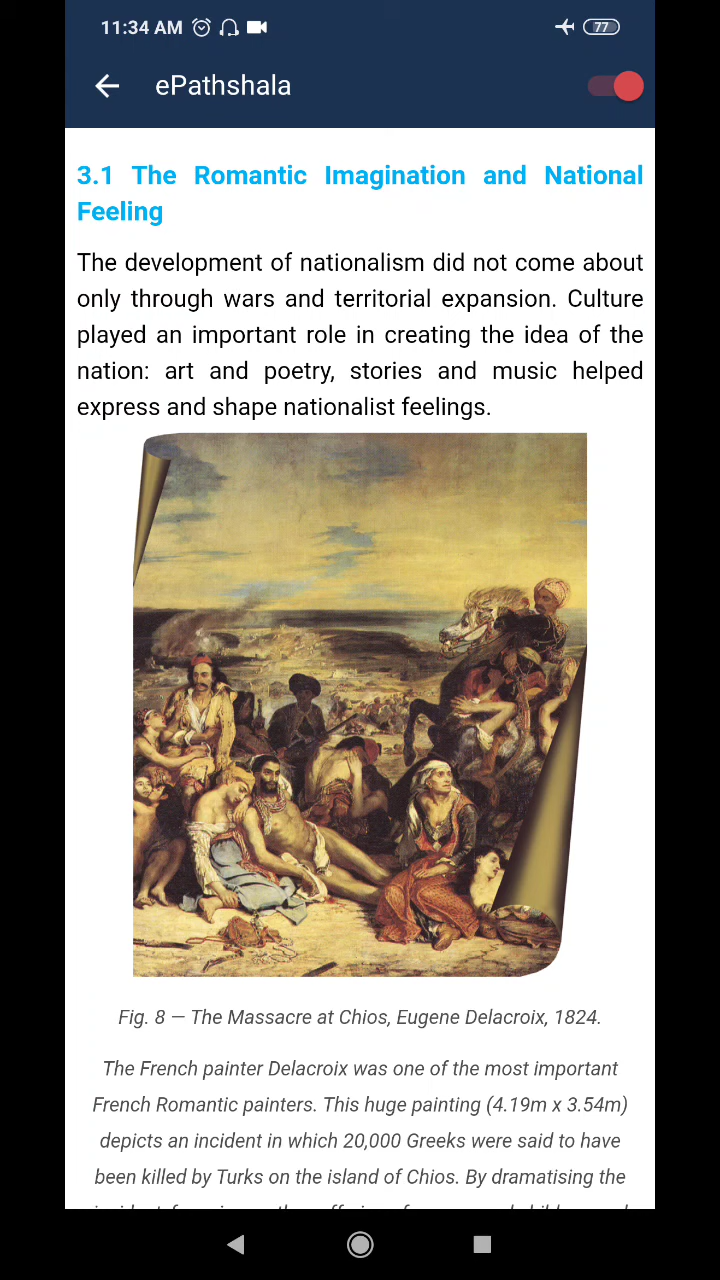 11:34 AM
77
ePathshala
3.1 The Romantic Imagination and National
Feeling
The development of nationalism did not come about
only through wars and territorial expansion. Culture
played an important role in creating the idea of the
nation: art and poetry, stories and music helped
express and shape nationalist feelings.
Fig. 8 — The Massacre at Chios, Eugene Delacroix, 1824.
The French painter Delacroix was one of the most important
French Romantic painters. This huge painting (4.19m x 3.54m)
depicts an incident in which 20,000 Greeks were said to have
been killed by Turks on the island of Chios. By dramatising the